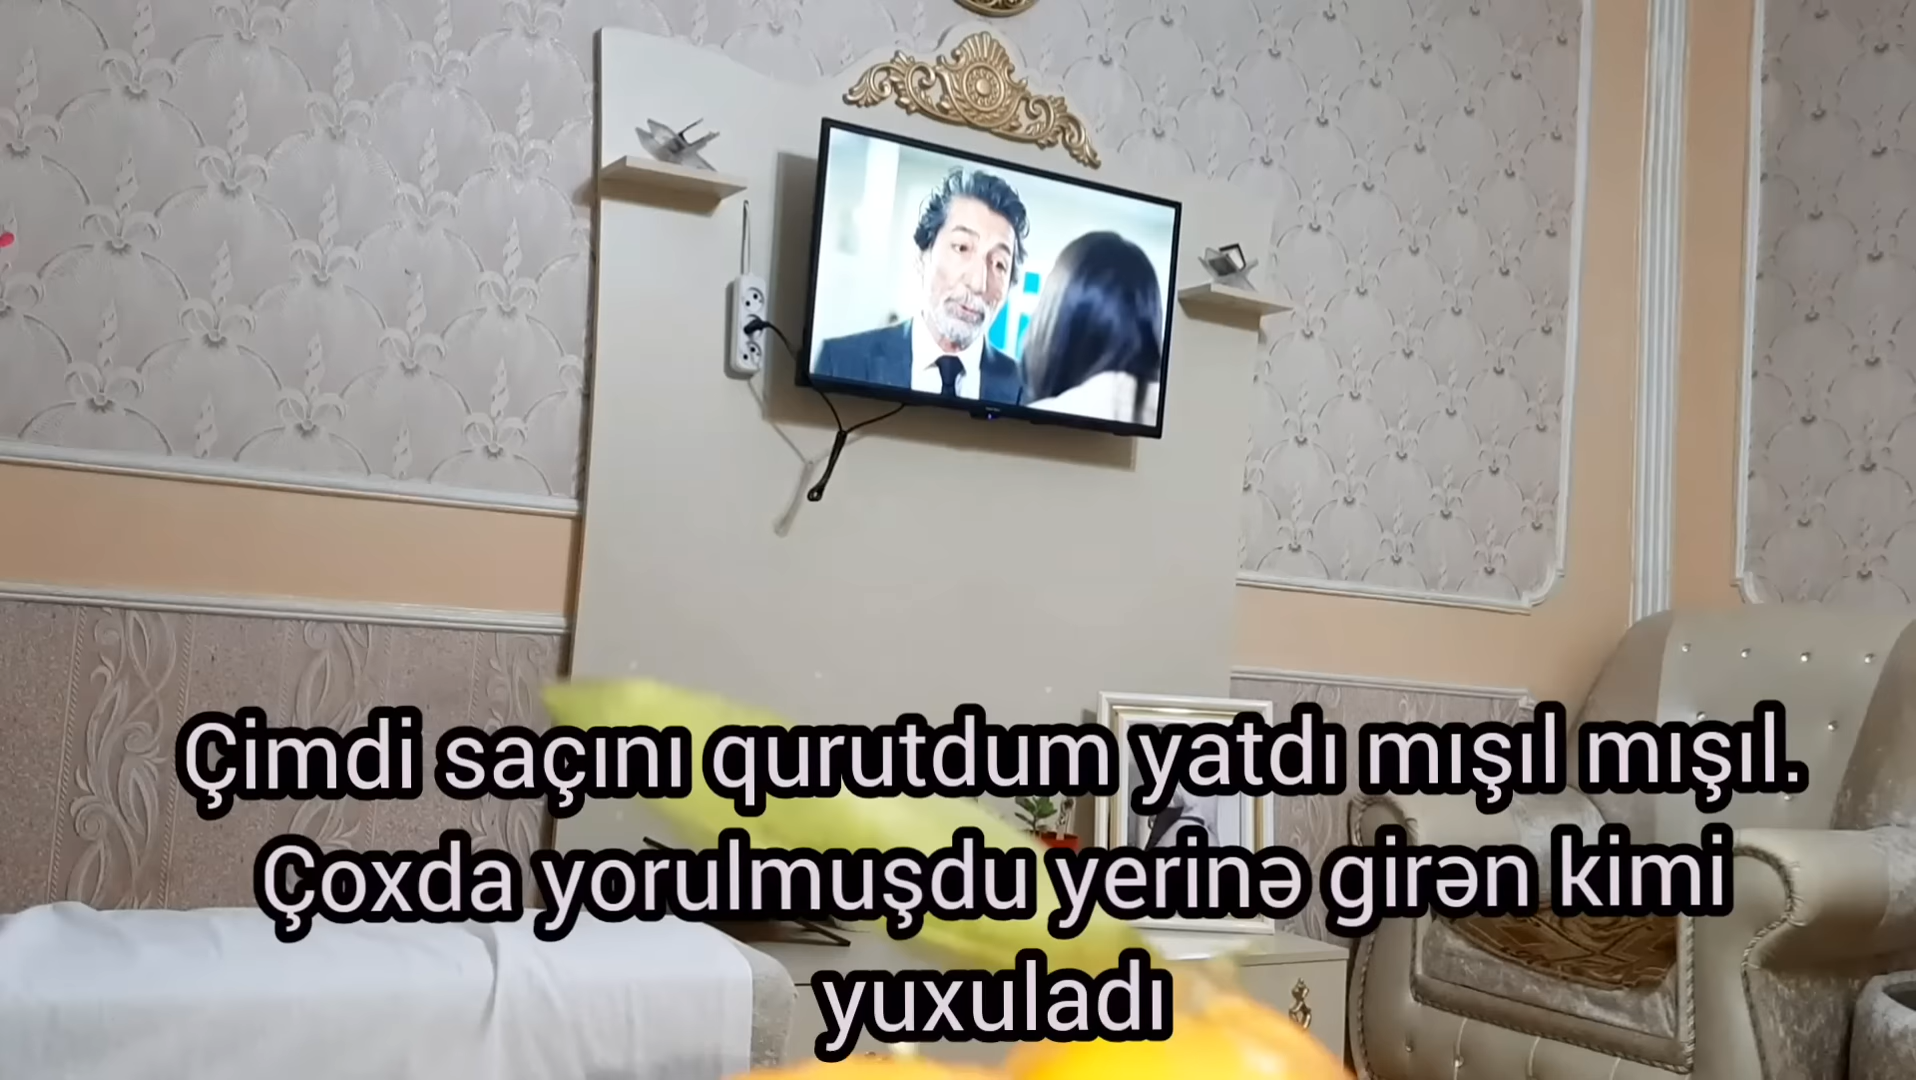 Çimdi saçını qurutdum yatdı mışıl mışıl.
Çoxda yorulmuşdu yerinə girən kimi
yuxuladı